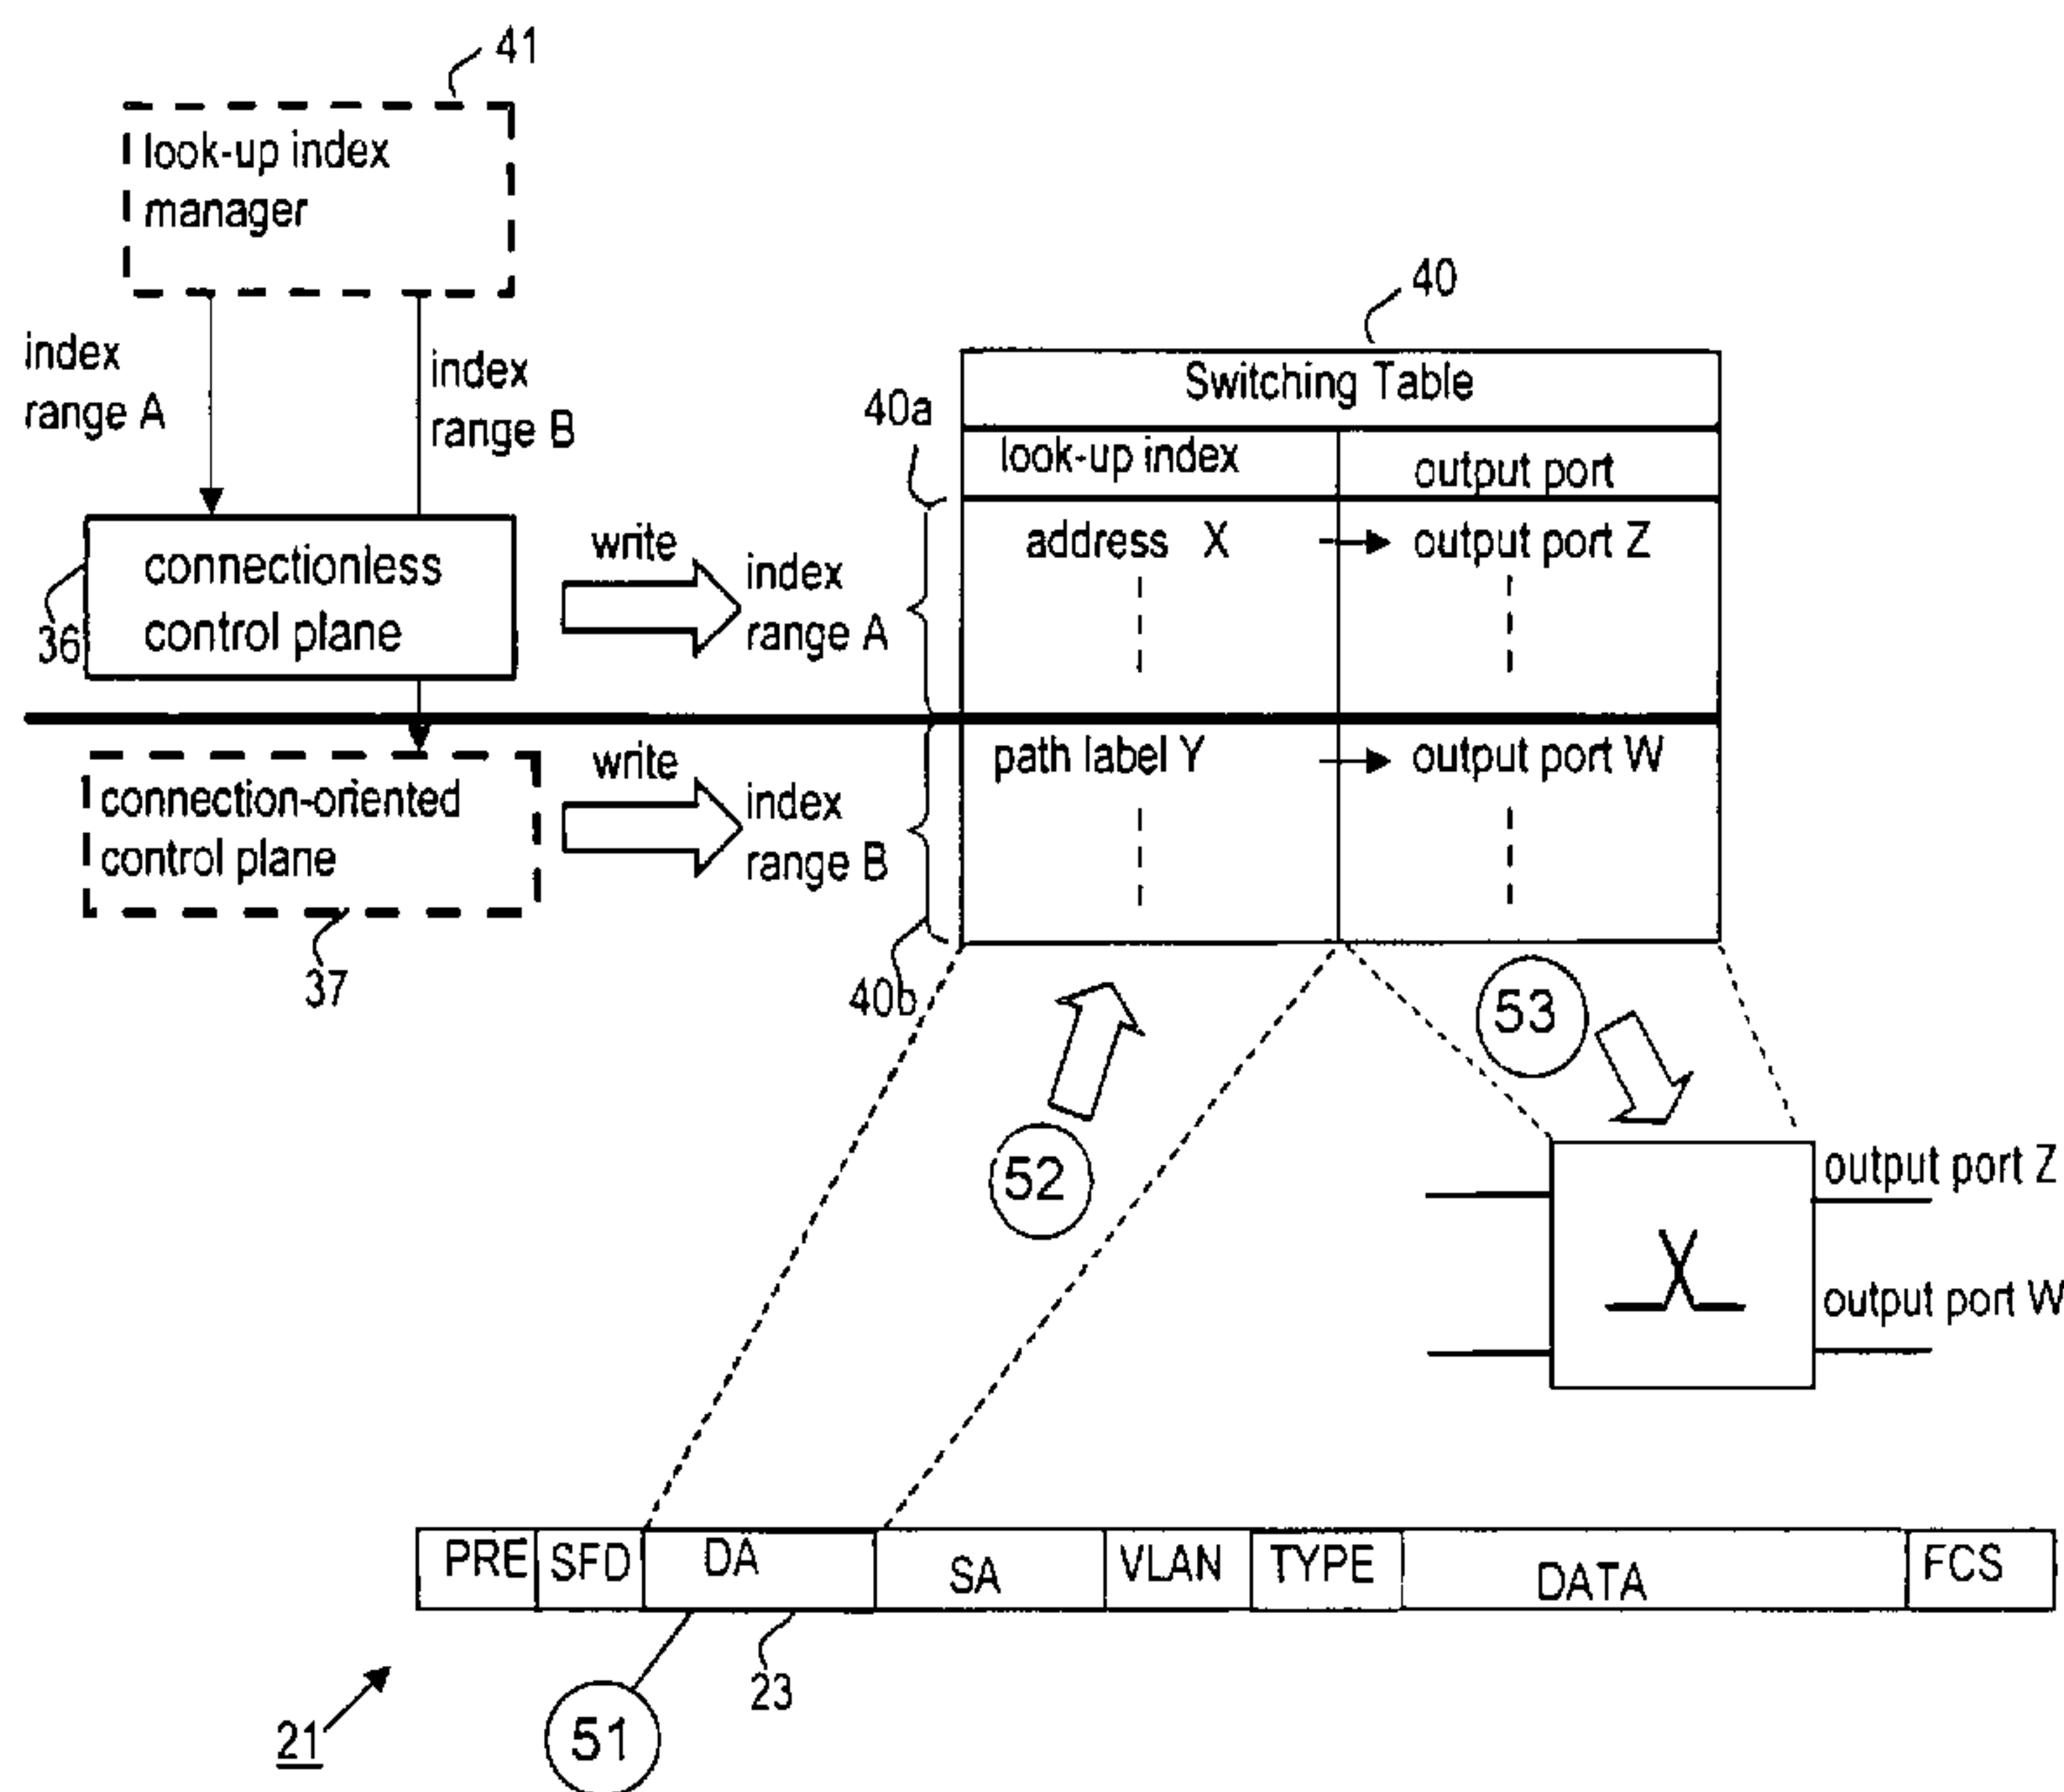 41
look-up index
manager
index
range A
index
range B
40
Switching Table
40a
look-up index
output port
connectionless
control plane
36
write
index
range A
address X
output port Z
connection-oriented
control plane
37
write
index
range B
path label Y
output port W
40b
53
52
output port Z
output port W
PRE
SFD
DA
SA
VLAN
TYPE
DATA
FCS
23
51
21